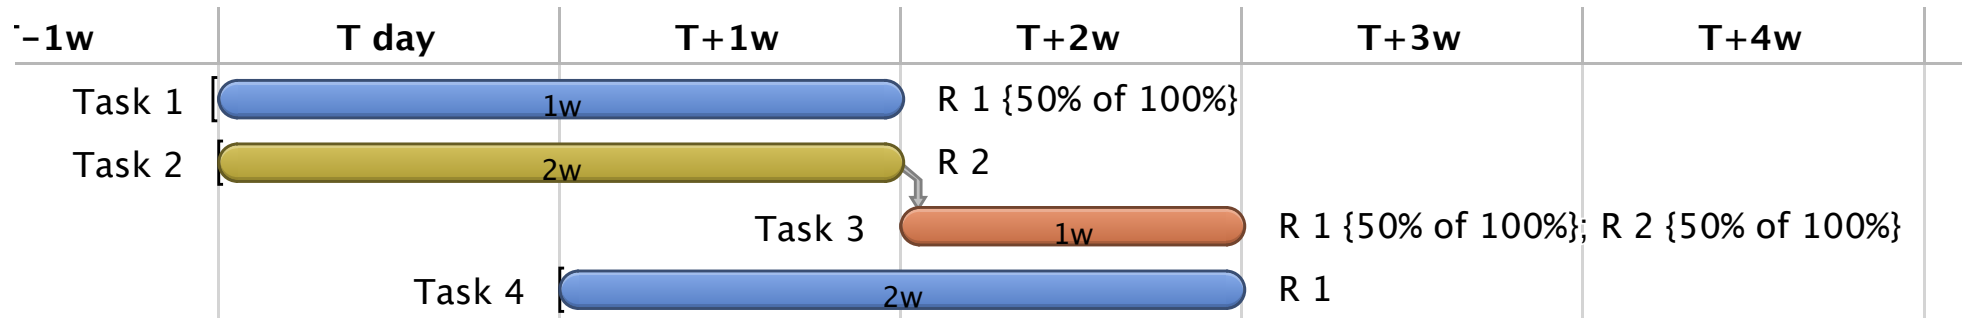 -1w T day T+1w T+2w T+3w T+4w
Task 1 1w R 1 {50% of 100%}
Task 2 2w R 2
Task 3 1w R 1 {50% of 100%}; R 2 {50% of 100%}
Task 4 2w R 1